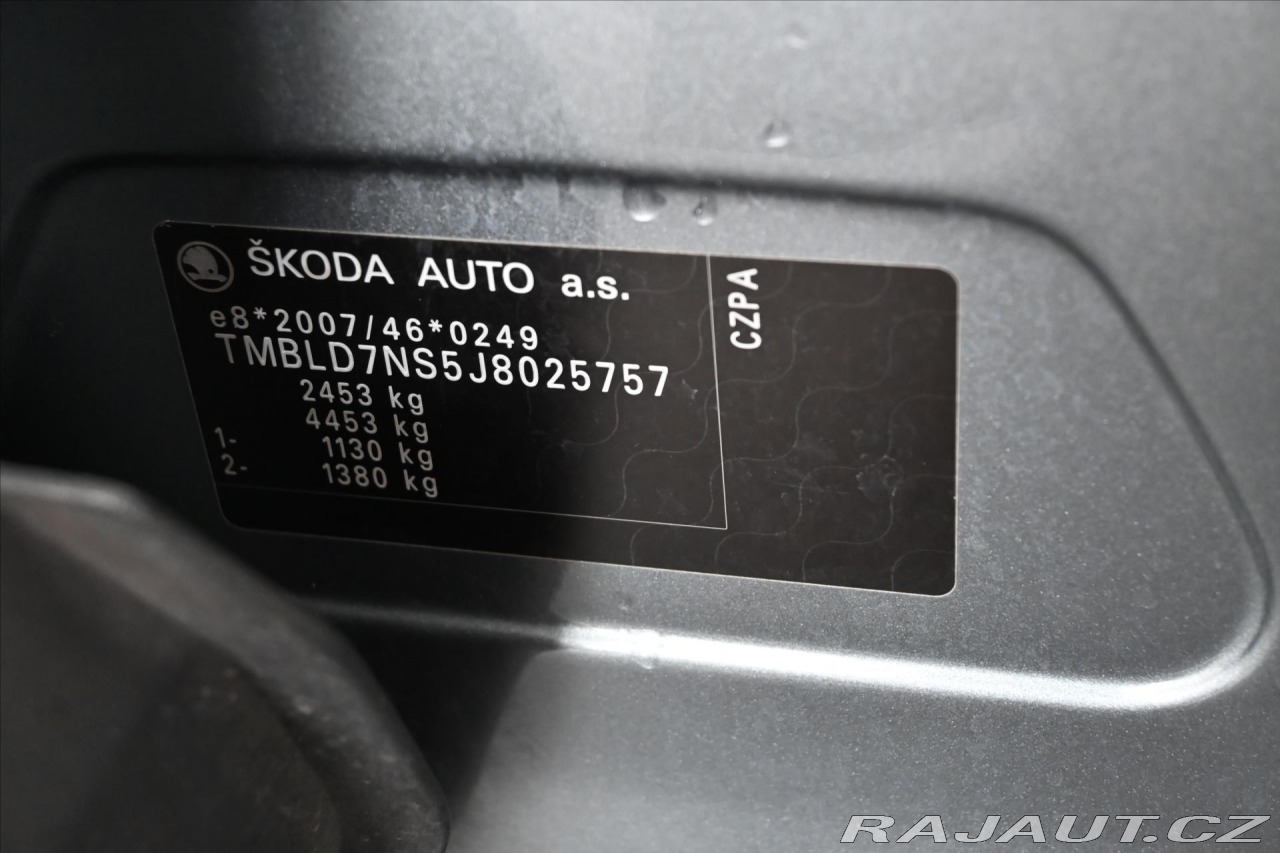 ŠKODA AUTO a.s.
e8*2007/46*0249
TMBLD7NS5J8025757
2453 kg
4453 kg
1- 1130 kg
2- 1380 kg
CZPA
RAJAUT.CZ